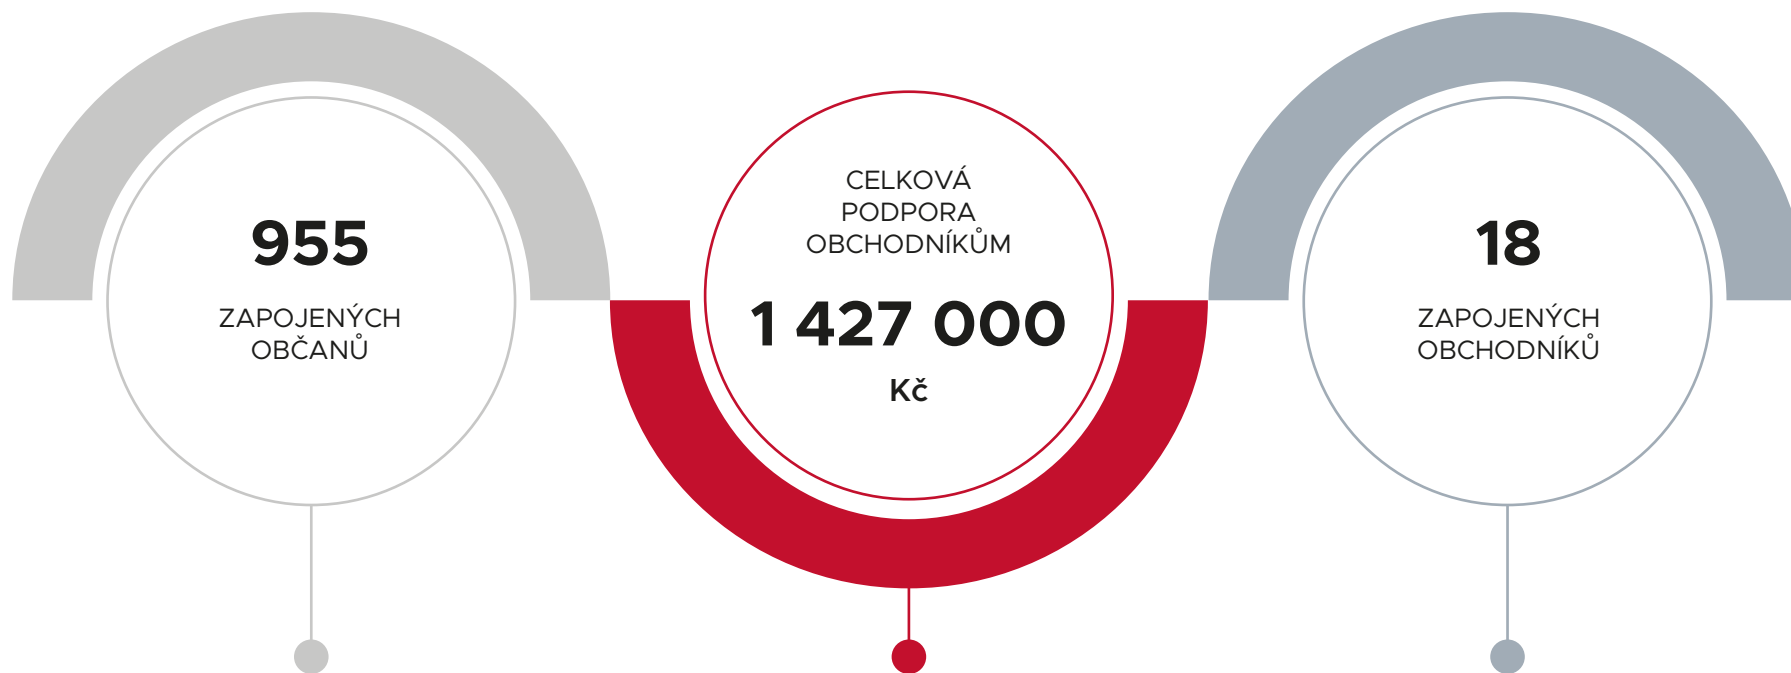 955
ZAPOJENÝCH
OBČANŮ
CELKOVÁ
PODPORA
OBCHODNÍKŮM
1 427 000
Kč
18
ZAPOJENÝCH
OBCHODNÍKŮ